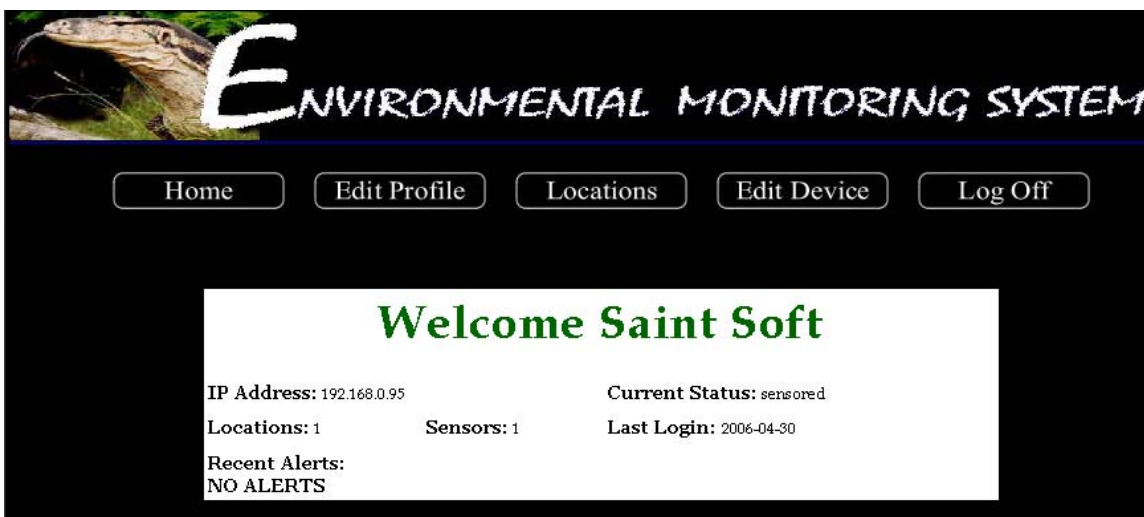 ENVIRONMENTAL MONITORING SYSTEM
Home Edit Profile Locations Edit Device Log Off
Welcome Saint Soft
IP Address: 192.168.0.95 Current Status: sensored
Locations: 1 Sensors: 1 Last Login: 2006-04-30
Recent Alerts:
NO ALERTS